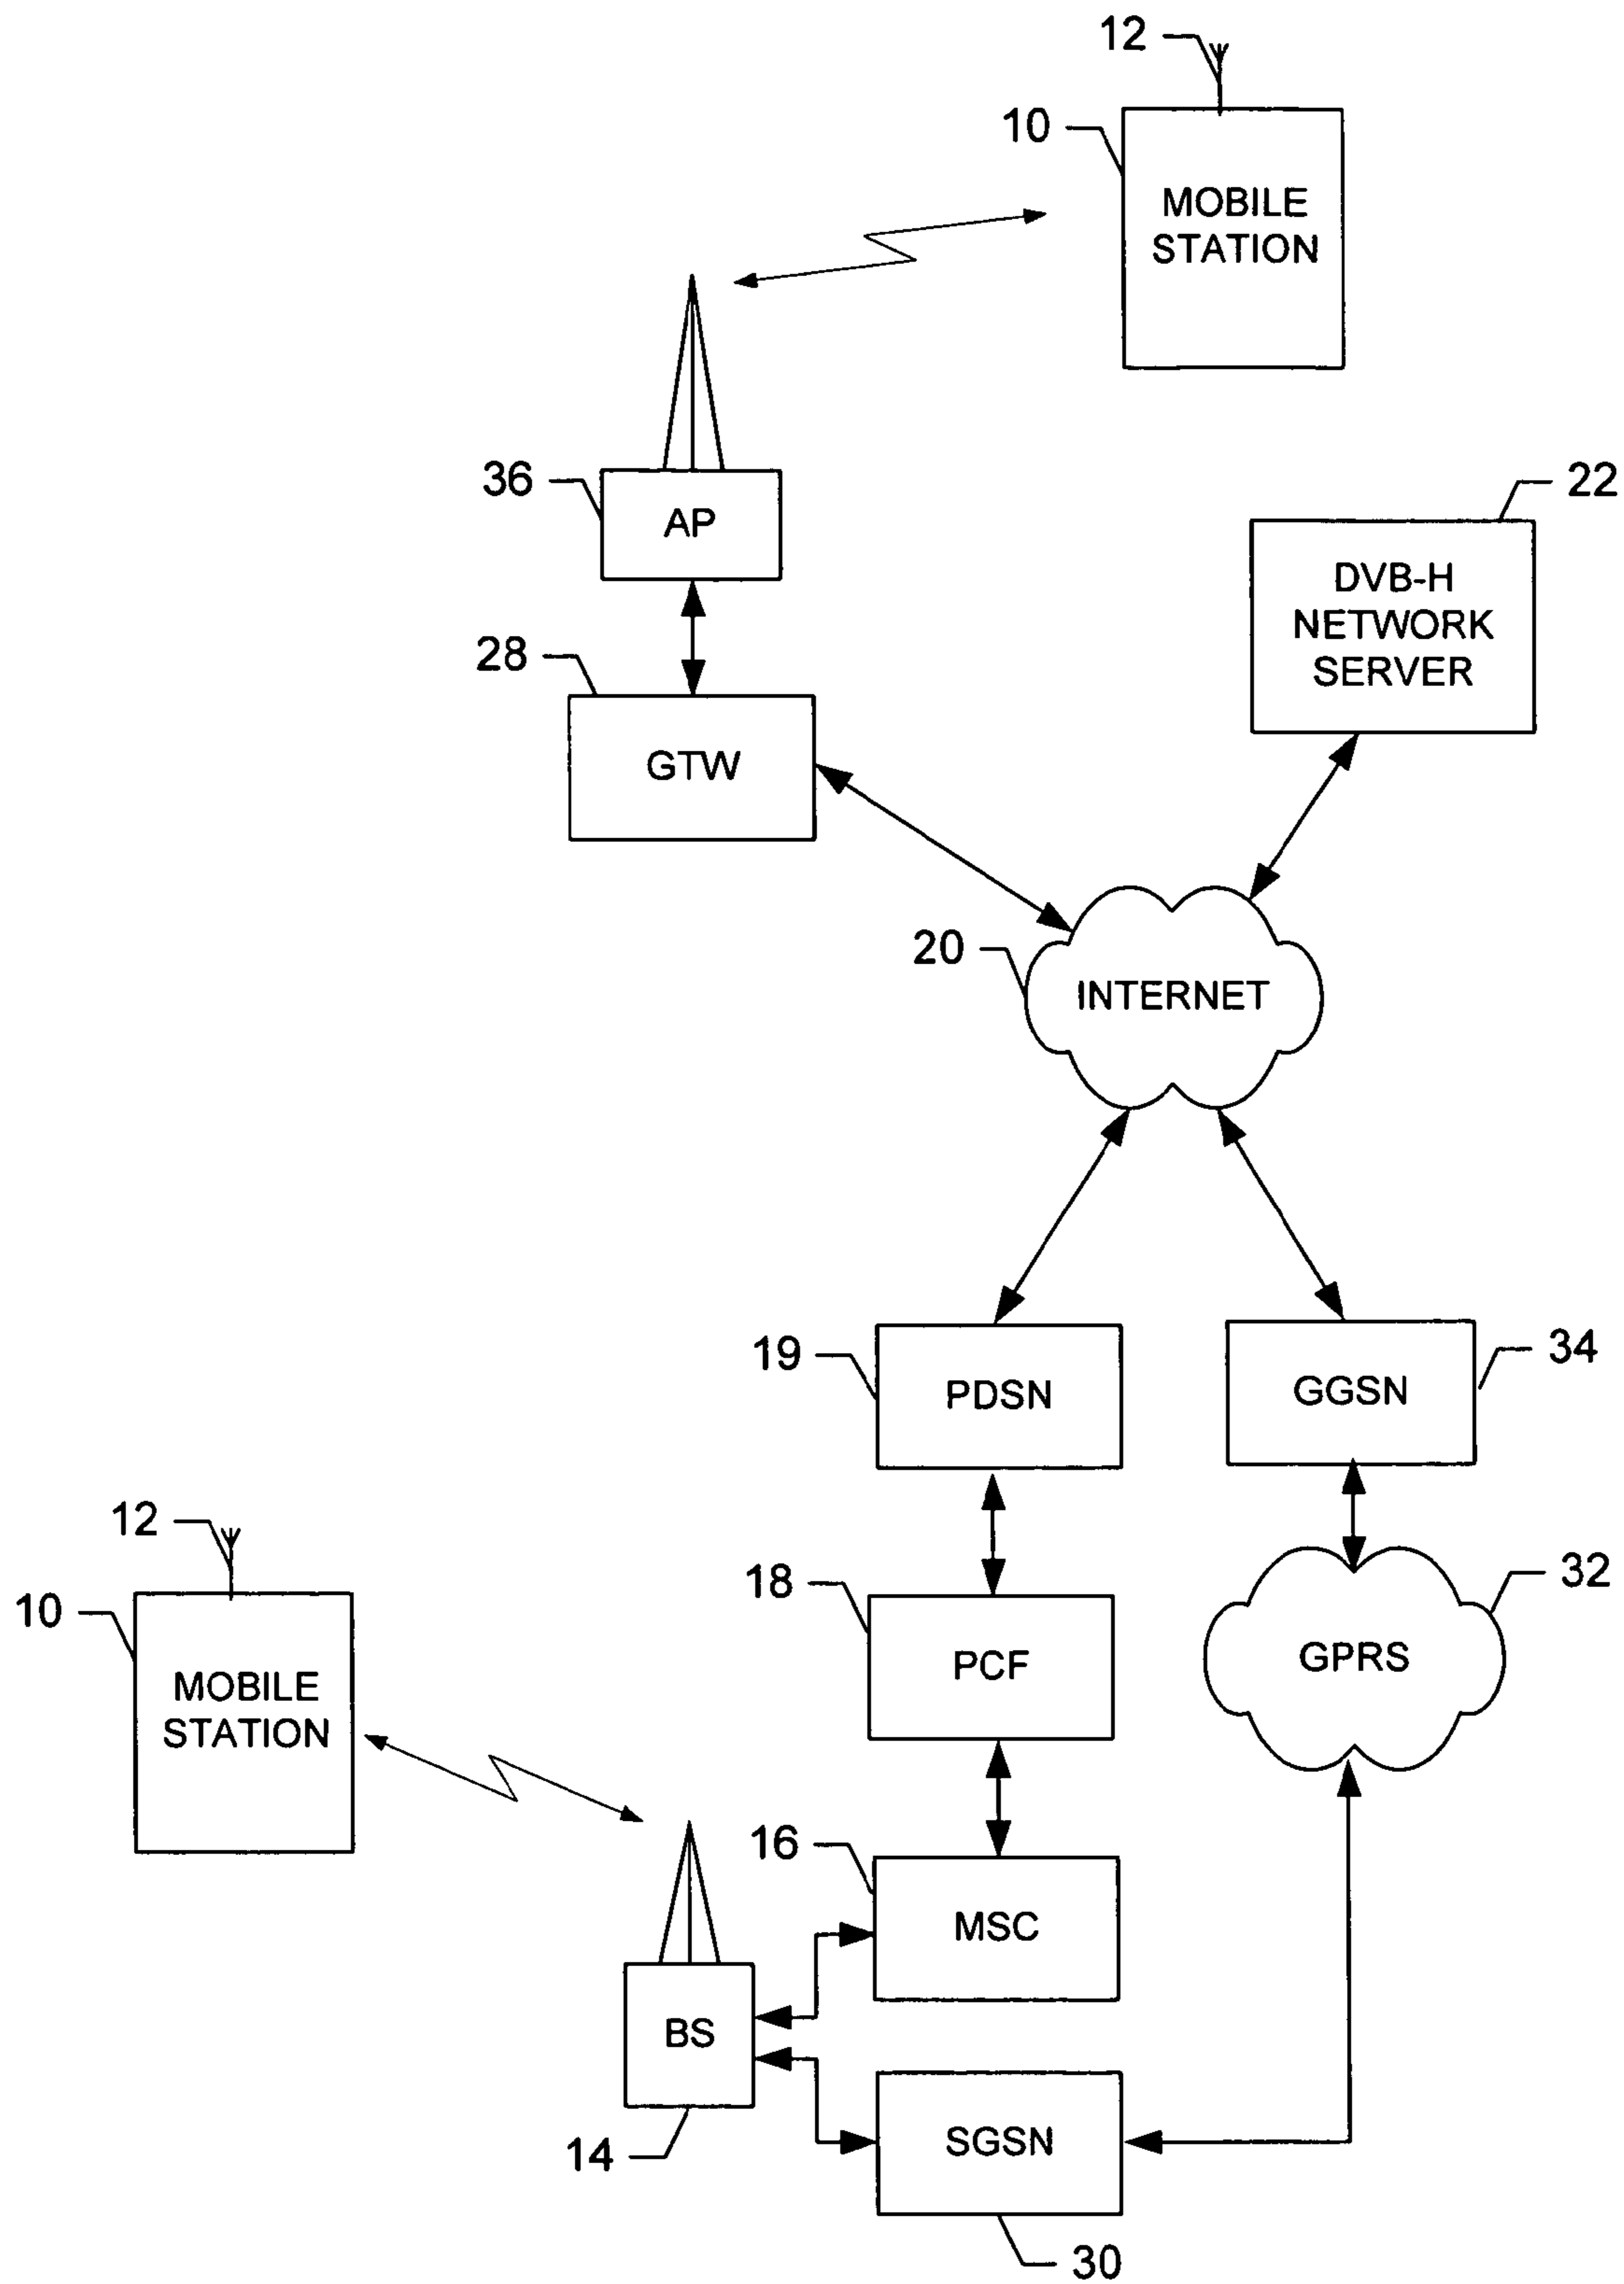 12
10
MOBILE
STATION
36
AP
22
DVB-H
NETWORK
SERVER
28
GTW
20
INTERNET
19
PDSN
34
GGSN
12
10
MOBILE
STATION
18
PCF
32
GPRS
16
MSC
BS
14
SGSN
30